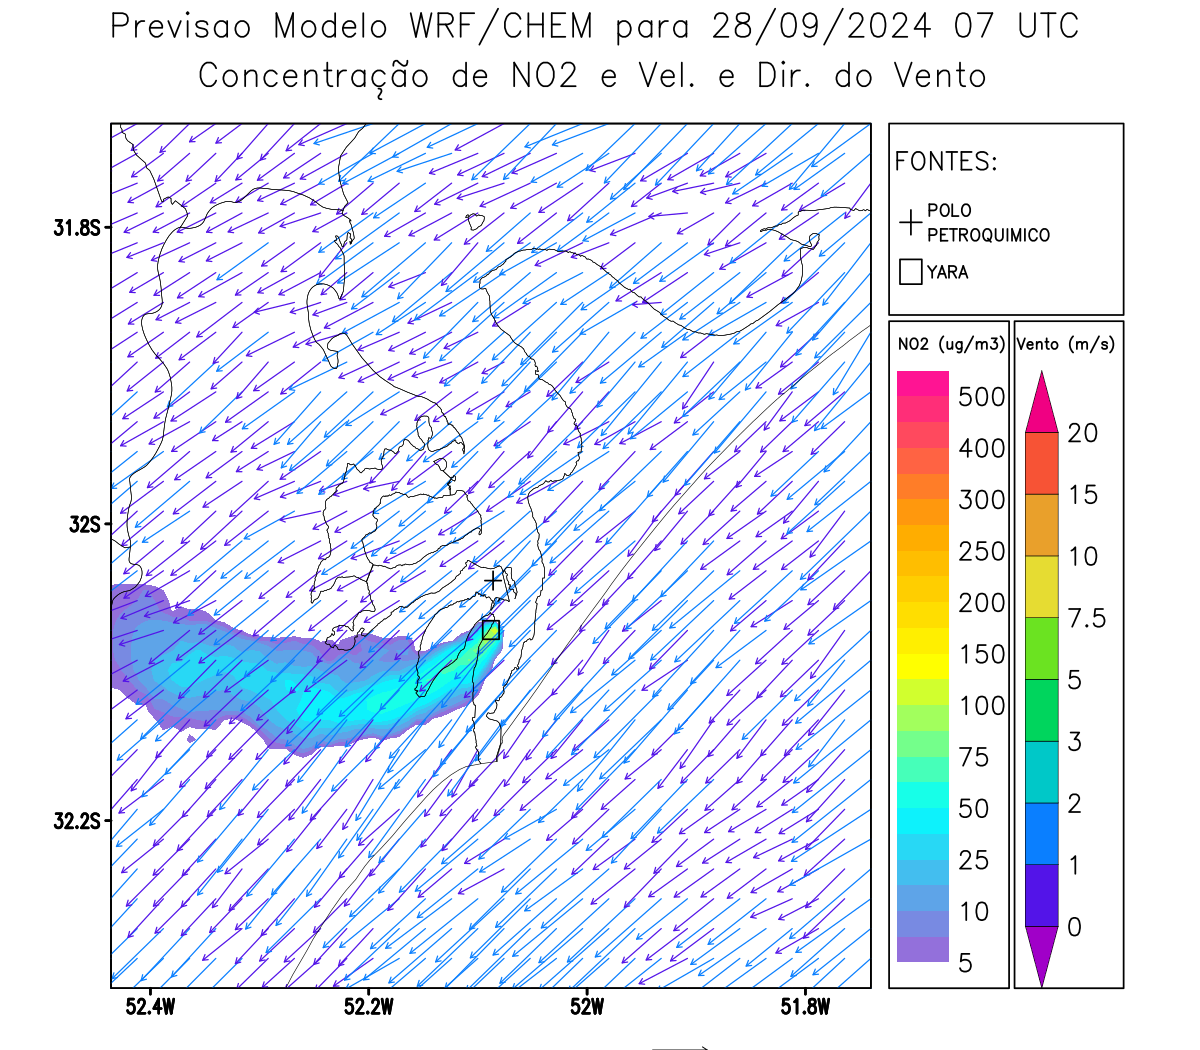 Previsao Modelo WRF/CHEM para 28/09/2024 07 UTC
Concentração de NO2 e Vel. e Dir. do Vento
FONTES:
POLO
PETROQUIMICO
YARA
NO2 (ug/m3)
500
400
300
250
200
150
100
75
50
25
10
5
Vento (m/s)
20
15
10
7.5
5
3
2
1
0
31.8S
32S
32.2S
52.4W
52.2W
52W
51.8W